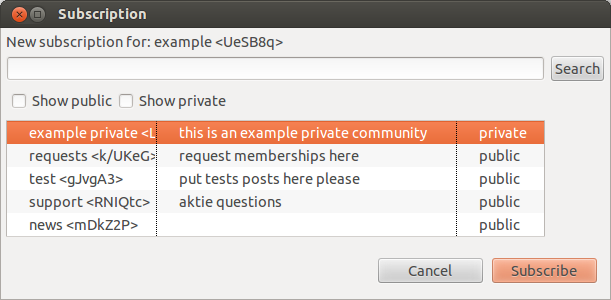 Subscription
New subscription for: example <UeSB8q>
Search
Show public Show private
example private <L this is an example private community private
requests <k/UKeG> request memberships here public
test <gJvgA3> put tests posts here please public
support <RNIQtc> aktie questions public
news <mDkZ2P> public
Cancel Subscribe